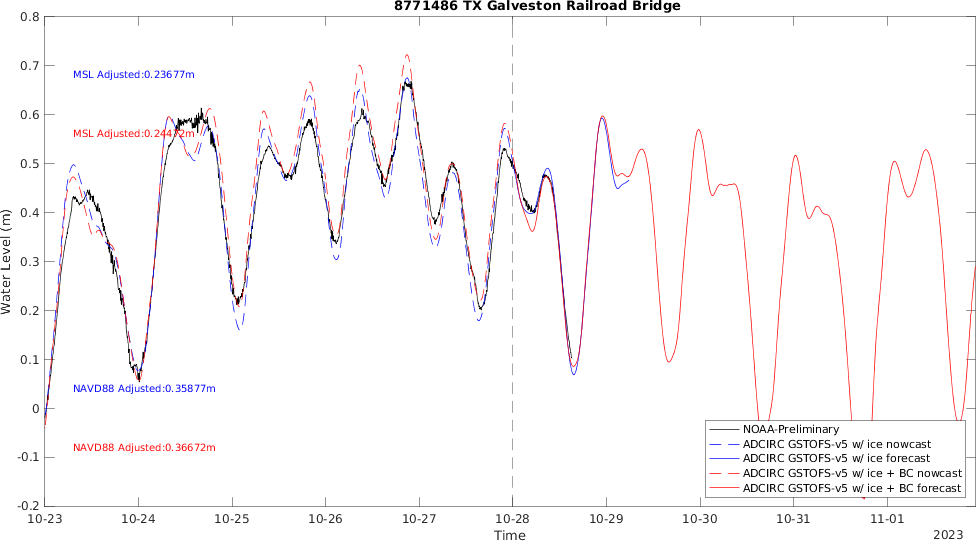 8771486 TX Galveston Railroad Bridge
Water Level (m)
0.8
0.7
0.6
0.5
0.4
0.3
0.2
0.1
0
-0.1
-0.2
MSL Adjusted:0.23677m
MSL Adjusted:0.24472m
NAVD88 Adjusted:0.35877m
NAVD88 Adjusted:0.36672m
NOAA-Preliminary
ADCIRC GSTOFS-v5 w/ ice nowcast
ADCIRC GSTOFS-v5 w/ ice forecast
ADCIRC GSTOFS-v5 w/ ice + BC nowcast
ADCIRC GSTOFS-v5 w/ ice + BC forecast
10-23 10-24 10-25 10-26 10-27 10-28 10-29 10-30 10-31 11-01
Time
2023